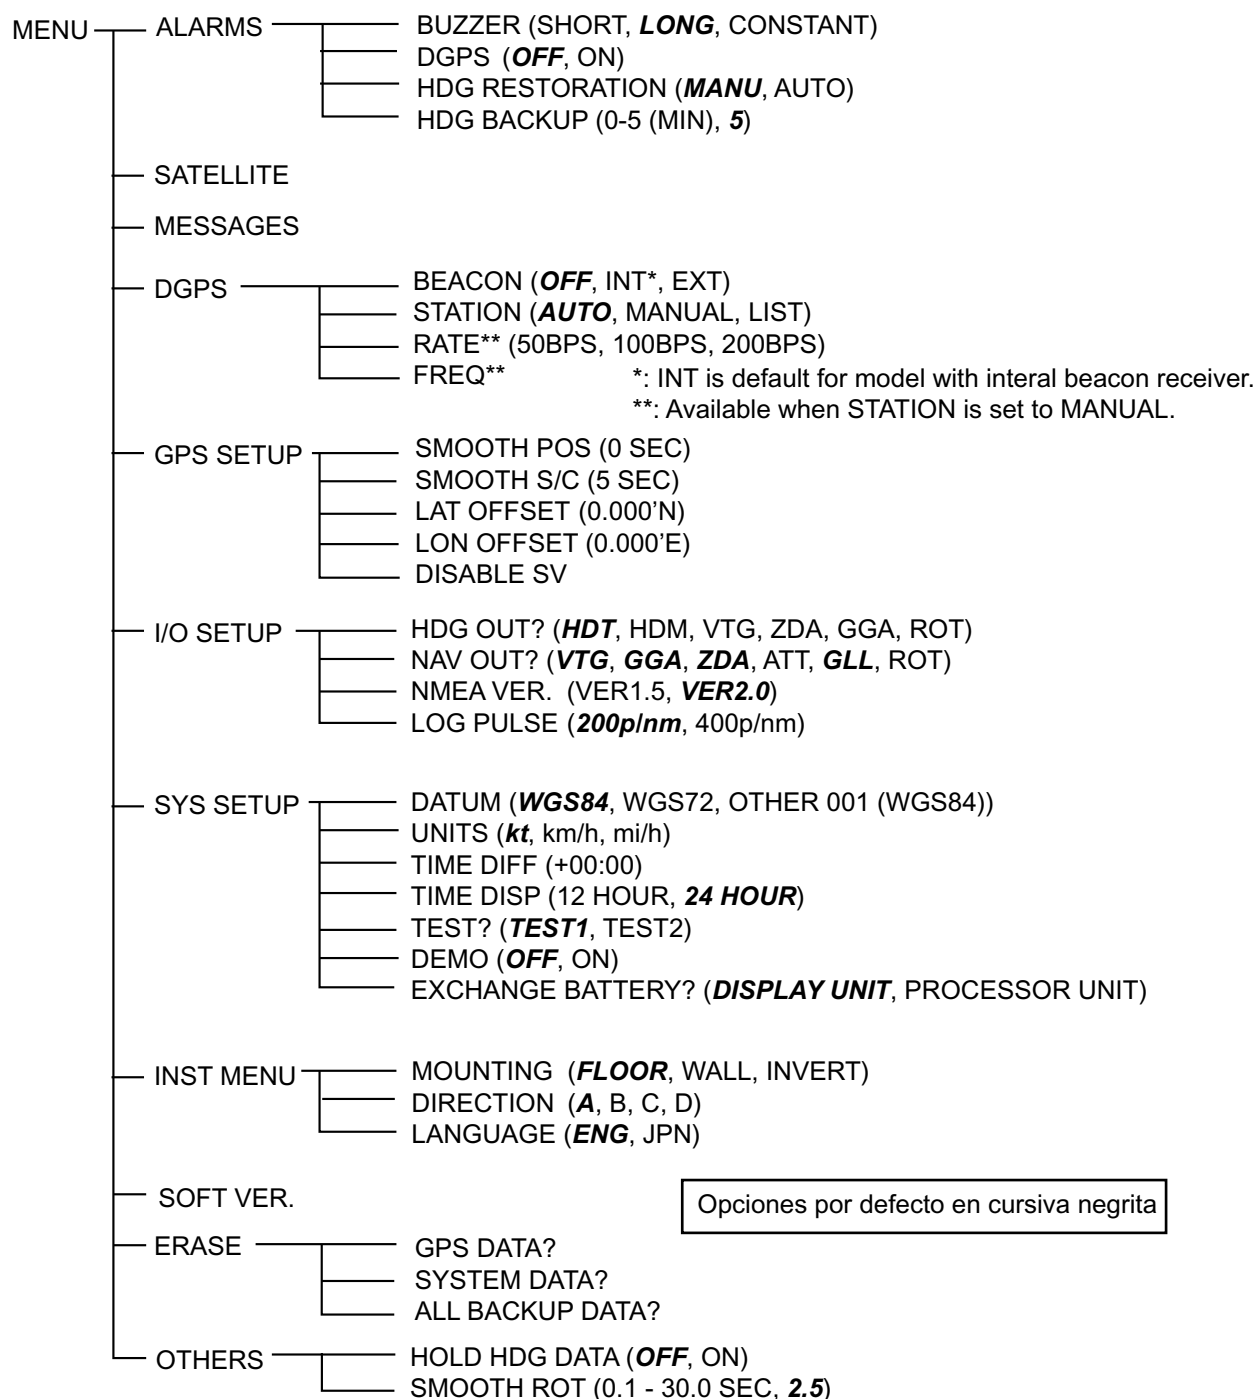 MENU
ALARMS
BUZZER (SHORT, LONG, CONSTANT)
DGPS (OFF, ON)
HDG RESTORATION (MANU, AUTO)
HDG BACKUP (0-5 (MIN), 5)
SATELLITE
MESSAGES
DGPS
BEACON (OFF, INT*, EXT)
STATION (AUTO, MANUAL, LIST)
RATE** (50BPS, 100BPS, 200BPS)
FREQ**
*: INT is default for model with interal beacon receiver.
**: Available when STATION is set to MANUAL.
GPS SETUP
SMOOTH POS (0 SEC)
SMOOTH S/C (5 SEC)
LAT OFFSET (0.000’N)
LON OFFSET (0.000’E)
DISABLE SV
I/O SETUP
HDG OUT? (HDT, HDM, VTG, ZDA, GGA, ROT)
NAV OUT? (VTG, GGA, ZDA, ATT, GLL, ROT)
NMEA VER. (VER1.5, VER2.0)
LOG PULSE (200p/nm, 400p/nm)
SYS SETUP
DATUM (WGS84, WGS72, OTHER 001 (WGS84))
UNITS (kt, km/h, mi/h)
TIME DIFF (+00:00)
TIME DISP (12 HOUR, 24 HOUR)
TEST? (TEST1, TEST2)
DEMO (OFF, ON)
EXCHANGE BATTERY? (DISPLAY UNIT, PROCESSOR UNIT)
INST MENU
MOUNTING (FLOOR, WALL, INVERT)
DIRECTION (A, B, C, D)
LANGUAGE (ENG, JPN)
SOFT VER.
Opciones por defecto en cursiva negrita
ERASE
GPS DATA?
SYSTEM DATA?
ALL BACKUP DATA?
OTHERS
HOLD HDG DATA (OFF, ON)
SMOOTH ROT (0.1 - 30.0 SEC, 2.5)